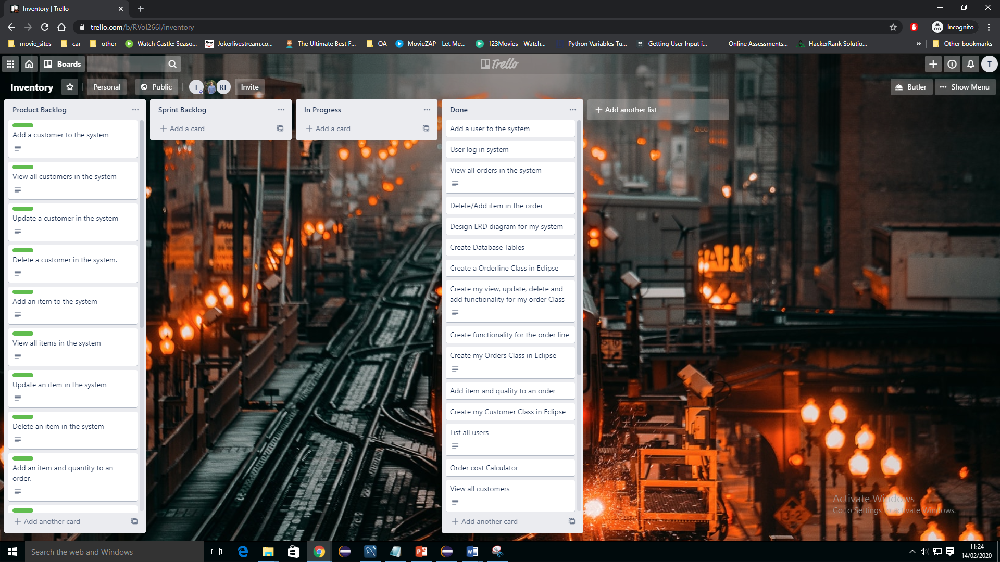 Inventory | Trello
trello.com/b/RVol266l/inventory
Incognito
movie_sites
car
other
Watch Castle: Seaso...
Jokerlivestream.co...
The Ultimate Best F...
QA
MovieZAP - Let Me...
123Movies - Watch...
Python Variables Tu...
Getting User Input i...
Online Assessments...
HackerRank Solutio...
»
Other bookmarks
Boards
Trello
T
Inventory
Personal
Public
T
RT
Invite
Butler
Show Menu
Product Backlog
Add a customer to the system
View all customers in the system
Update a customer in the system
Delete a customer in the system.
Add an item to the system
View all items in the system
Update an item in the system
Delete an item in the system
Add an item and quantity to an
order.
Add another card
Sprint Backlog
Add a card
In Progress
Add a card
Done
Add a user to the system
User log in system
View all orders in the system
Delete/Add item in the order
Design ERD diagram for my system
Create Database Tables
Create a Orderline Class in Eclipse
Create my view, update, delete and
add functionality for my order Class
Create functionality for the order line
Create my Orders Class in Eclipse
Add item and quality to an order
Create my Customer Class in Eclipse
List all users
Order cost Calculator
View all customers
Add another card
Add another list
Activate Windows
Go to Settings to activate Windows.
Search the web and Windows
11:24
14/02/2020